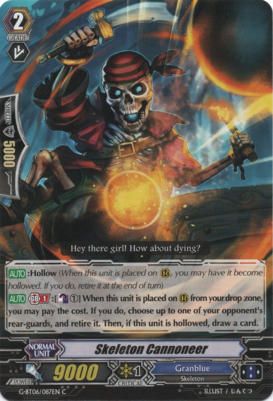 2
5000
Hey there girl! How about dying?
AUTO:Hollow (When this unit is placed on R, you may have it become
hollowed. If you do, retire it at the end of turn)
AUTO GB 1: [ 1] When this unit is placed on R from your drop zone,
you may pay the cost. If you do, choose up to one of your opponent's
rear-guards, and retire it. Then, if this unit is hollowed, draw a card.
NORMAL UNIT
Skeleton Cannoneer
POWER 9000
1 CRITICAL
Granblue
Skeleton
G-BT06/087EN C